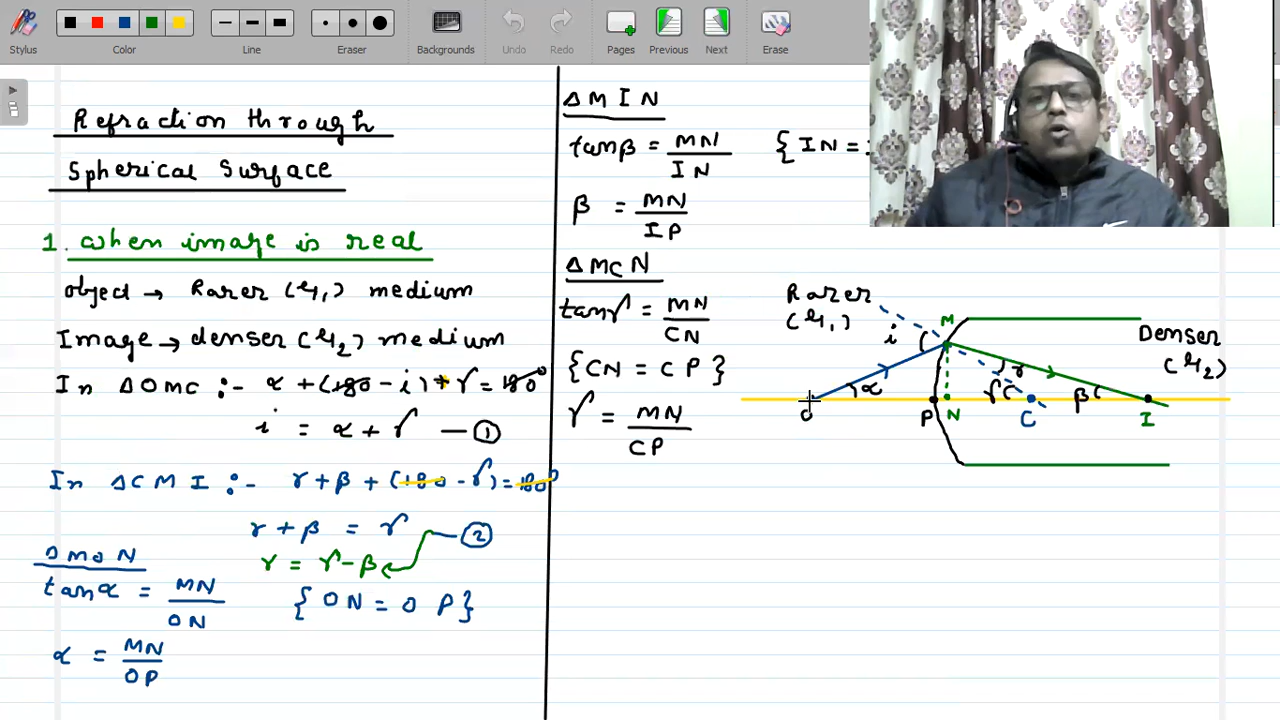 Stylus Color Line Eraser Backgrounds Undo Redo Pages Previous Next Erase
Refraction through
Spherical Surface
1. when image is real
object → Rarer (μ₁) medium
Image → denser (μ₂) medium
In ΔOMC :- α + (180 - i) + γ = 180°
i = α + γ — ①
In ΔCMI :- r + β + (180 - γ) = 180°
r + β = γ — ②
r = γ - β
ΔMON
tanα = MN/ON
{ON = OP}
α = MN/OP
ΔMIN
tanβ = MN/IN {IN =
β = MN/IP
ΔMCN
tanγ = MN/CN
{CN = CP}
γ = MN/CP
Rarer
(μ₁)
i
M
Denser
(μ₂)
r
α
γ
β
O
P
N
C
I